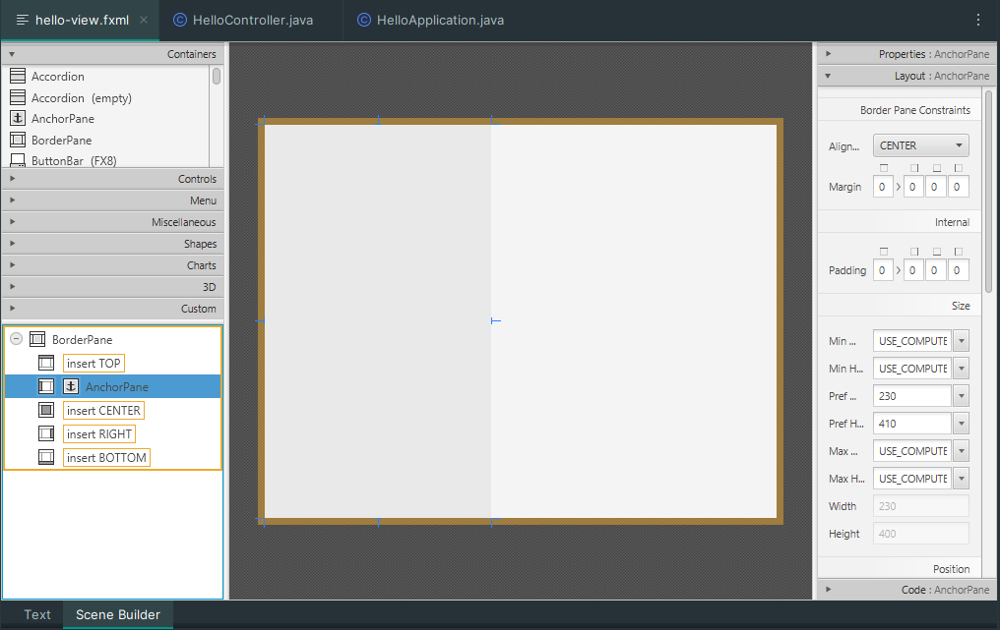 hello-view.fxml
HelloController.java
HelloApplication.java
Containers
Accordion
Accordion (empty)
AnchorPane
BorderPane
ButtonBar (FX8)
Controls
Menu
Miscellaneous
Shapes
Charts
3D
Custom
BorderPane
insert TOP
AnchorPane
insert CENTER
insert RIGHT
insert BOTTOM
Properties : AnchorPane
Layout : AnchorPane
Border Pane Constraints
Align... CENTER
Margin 0 0 0 0
Internal
Padding 0 0 0 0
Size
Min ... USE_COMPUTE
Min H... USE_COMPUTE
Pref ... 230
Pref H... 410
Max ... USE_COMPUTE
Max H... USE_COMPUTE
Width 230
Height 400
Position
Code : AnchorPane
Text
Scene Builder